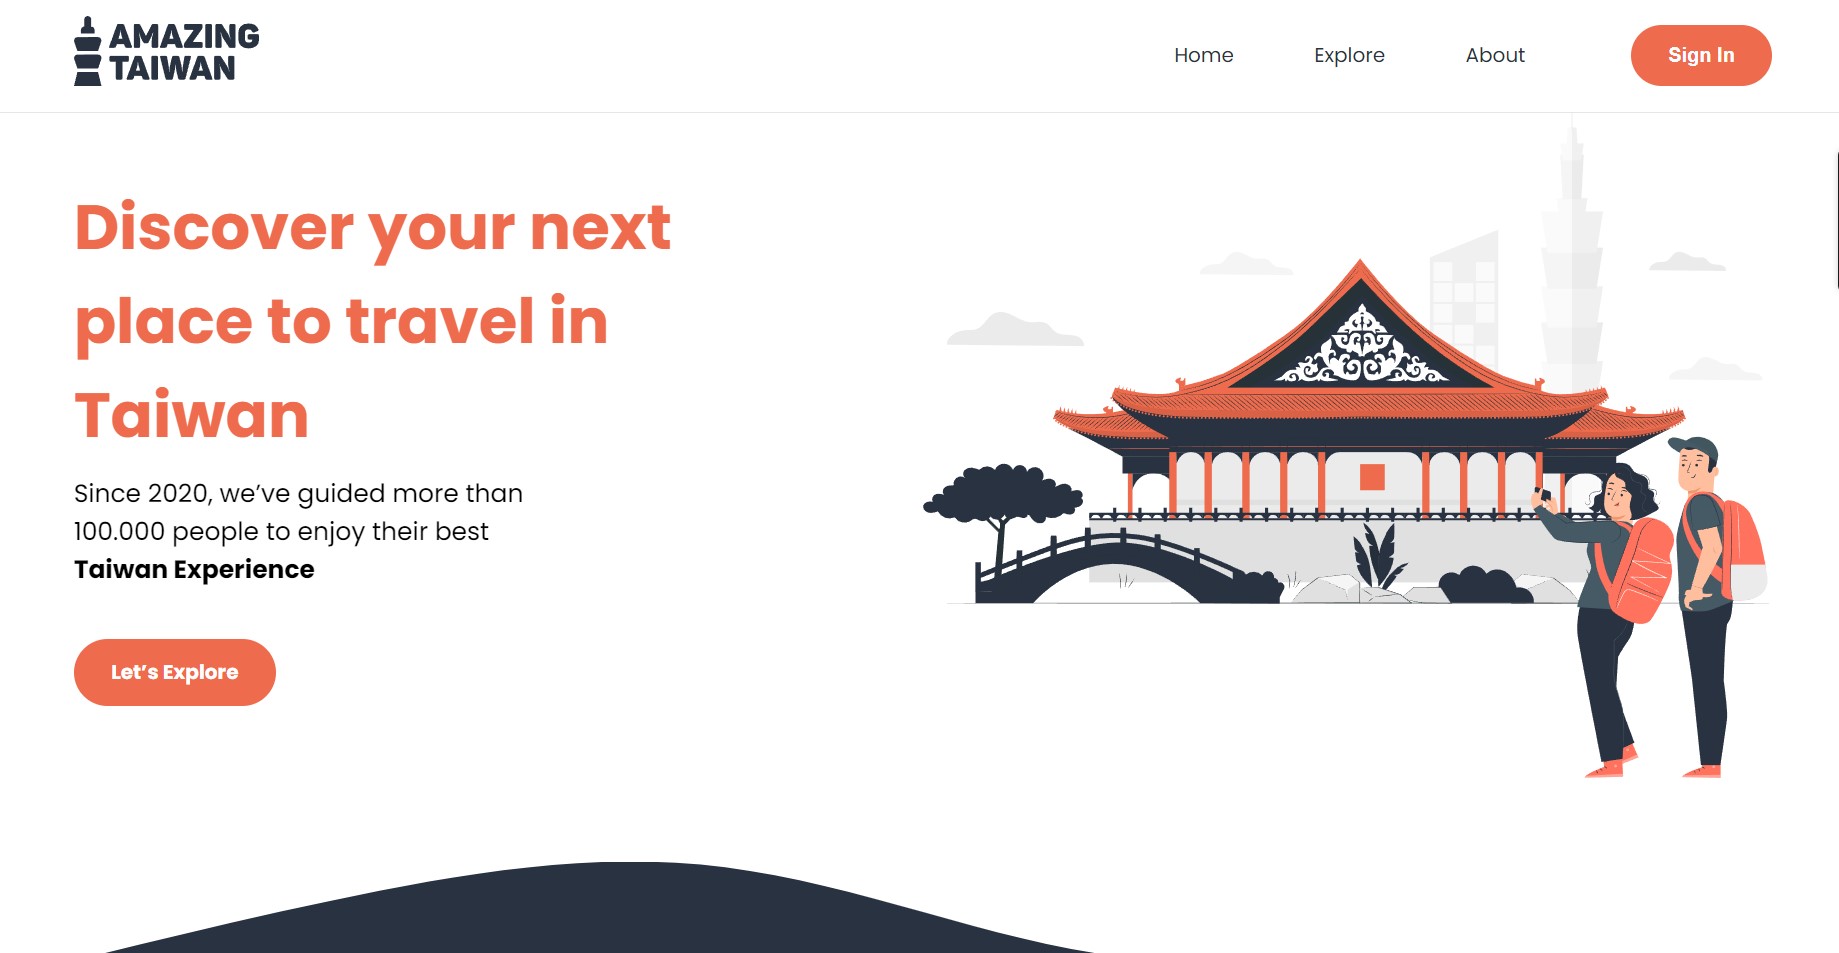 AMAZING
TAIWAN
Home
Explore
About
Sign In
Discover your next
place to travel in
Taiwan
Since 2020, we’ve guided more than
100.000 people to enjoy their best
Taiwan Experience
Let’s Explore